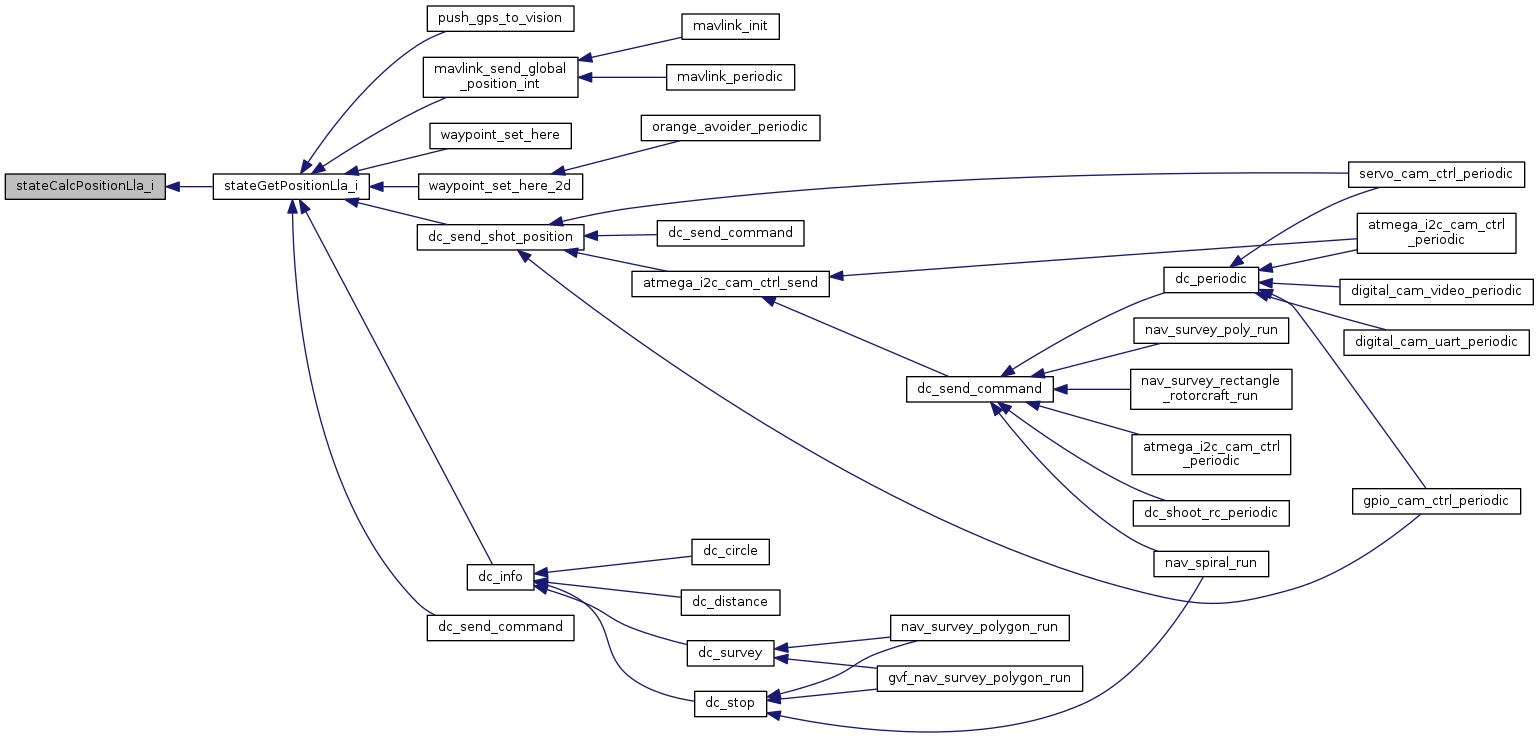 push_gps_to_vision
mavlink_init
mavlink_send_global
_position_int
mavlink_periodic
waypoint_set_here
orange_avoider_periodic
stateCalcPositionLla_i
stateGetPositionLla_i
waypoint_set_here_2d
servo_cam_ctrl_periodic
dc_send_shot_position
dc_send_command
atmega_i2c_cam_ctrl
_periodic
atmega_i2c_cam_ctrl_send
dc_periodic
digital_cam_video_periodic
nav_survey_poly_run
digital_cam_uart_periodic
dc_send_command
nav_survey_rectangle
_rotorcraft_run
atmega_i2c_cam_ctrl
_periodic
gpio_cam_ctrl_periodic
dc_shoot_rc_periodic
dc_circle
nav_spiral_run
dc_info
dc_distance
dc_send_command
nav_survey_polygon_run
dc_survey
gvf_nav_survey_polygon_run
dc_stop